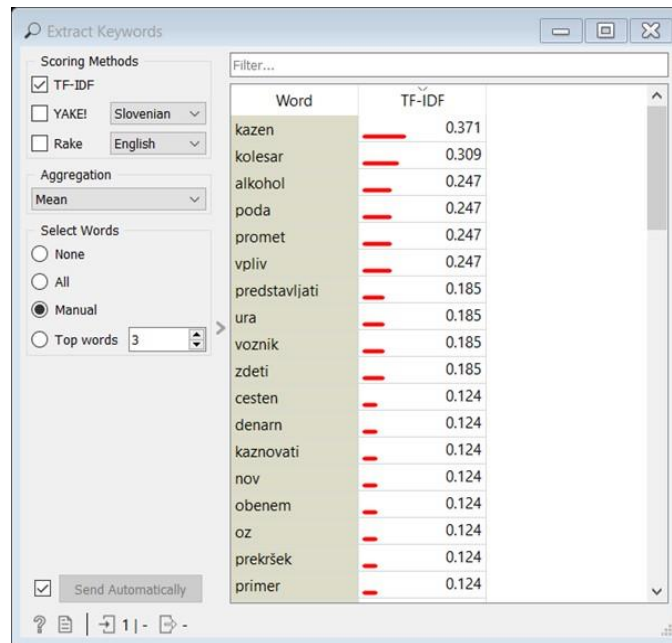 Extract Keywords
Scoring Methods
TF-IDF
YAKE! Slovenian
Rake English
Aggregation
Mean
Select Words
None
All
Manual
Top words 3
Send Automatically
1 | - -
Filter...
Word TF-IDF
kazen 0.371
kolesar 0.309
alkohol 0.247
poda 0.247
promet 0.247
vpliv 0.247
predstavljati 0.185
ura 0.185
voznik 0.185
zdeti 0.185
cesten 0.124
denarn 0.124
kaznovati 0.124
nov 0.124
obenem 0.124
oz 0.124
prekršek 0.124
primer 0.124